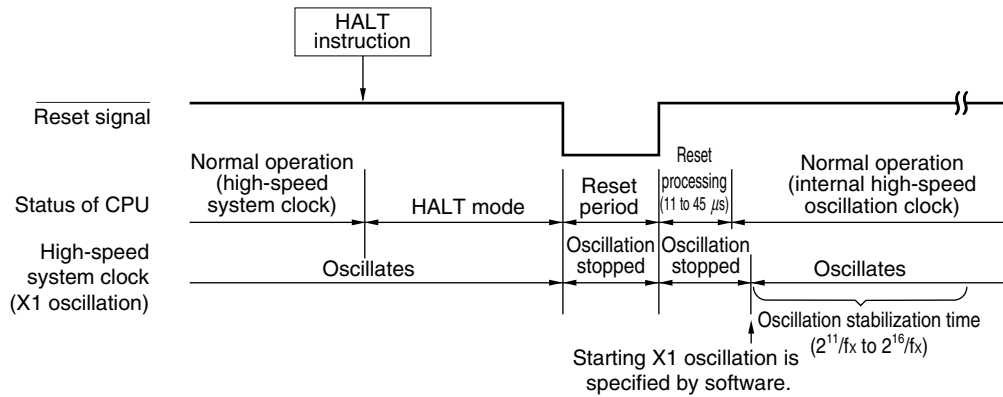 HALT
instruction
Reset signal
Normal operation
(high-speed
system clock)
HALT mode
Reset
period
Reset
processing
(11 to 45 μs)
Normal operation
(internal high-speed
oscillation clock)
Status of CPU
High-speed
system clock
(X1 oscillation)
Oscillates
Oscillation
stopped
Oscillation
stopped
Oscillates
Oscillation stabilization time
(2¹¹/fx to 2¹⁶/fx)
Starting X1 oscillation is
specified by software.